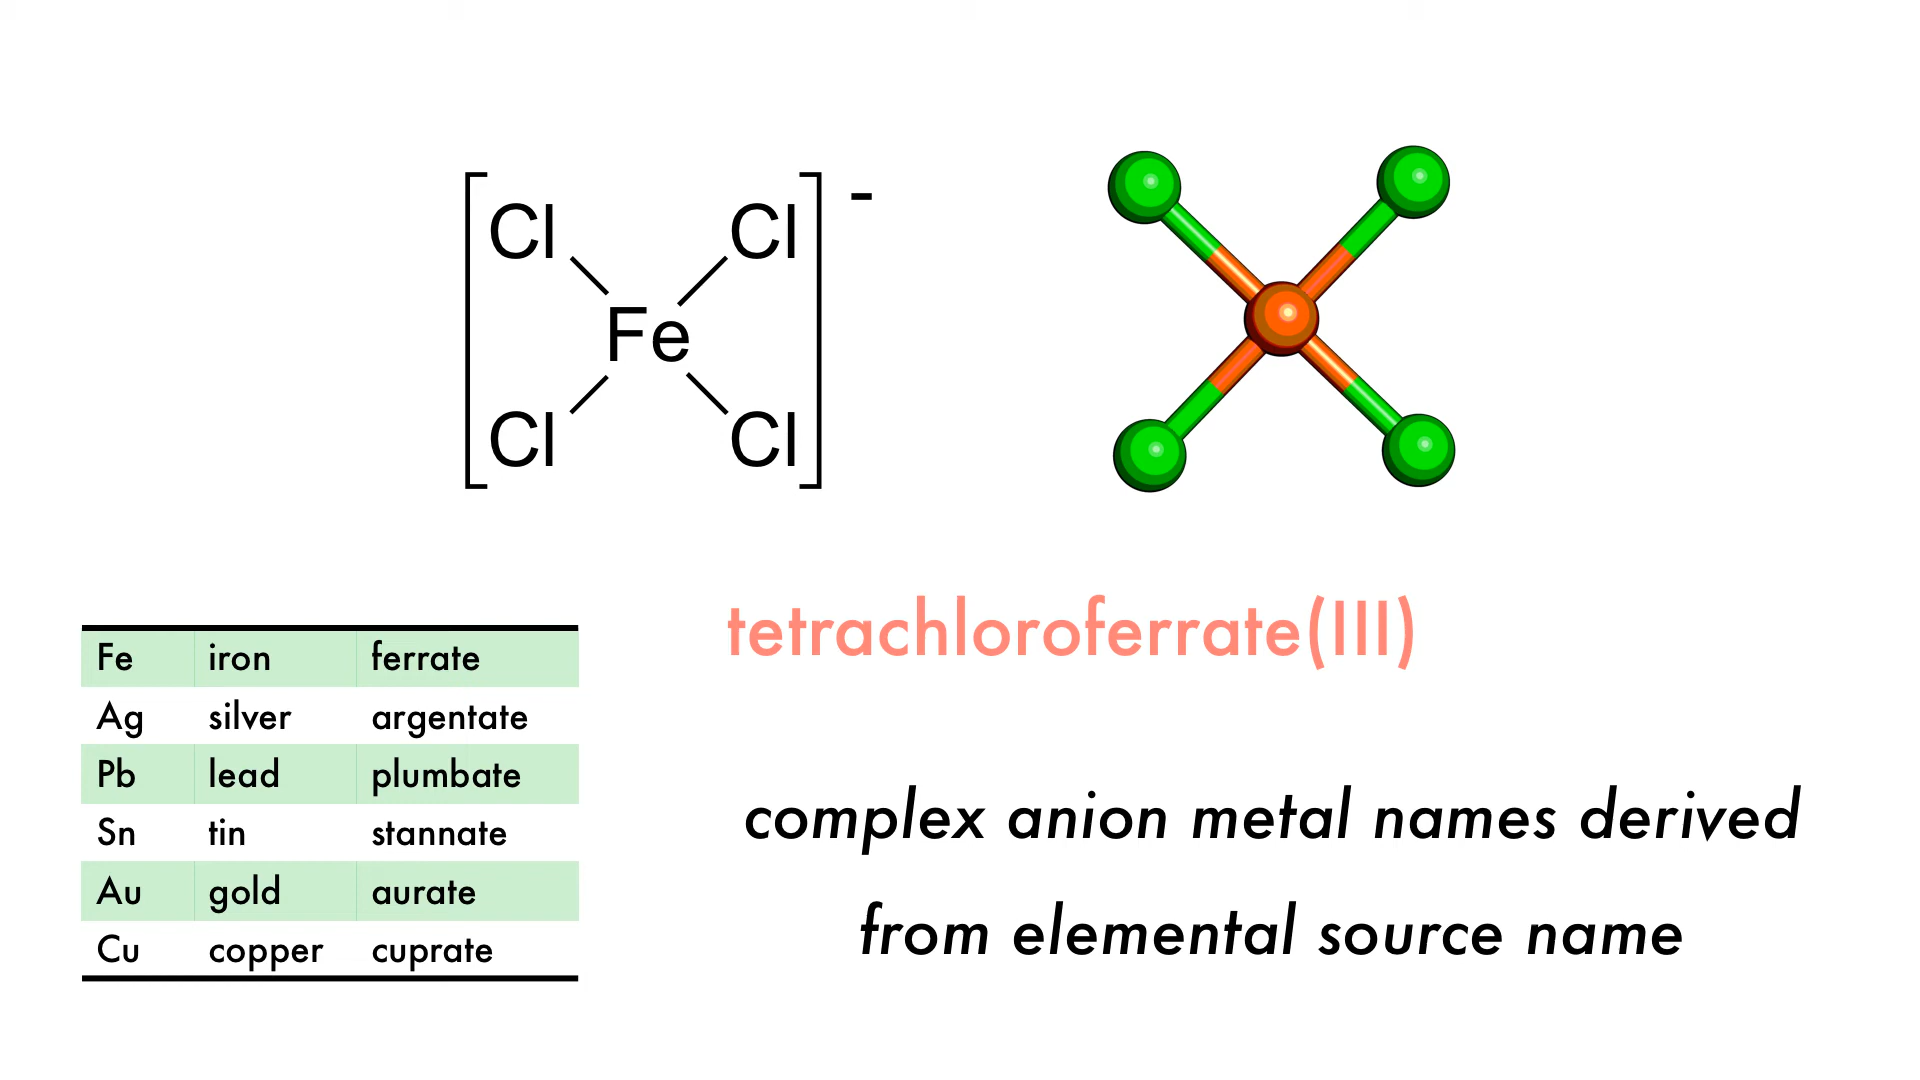 [Cl Cl]-
Fe
Cl Cl
tetrachloroferrate(III)
Fe iron ferrate
Ag silver argentate
Pb lead plumbate
Sn tin stannate
Au gold aurate
Cu copper cuprate
complex anion metal names derived
from elemental source name